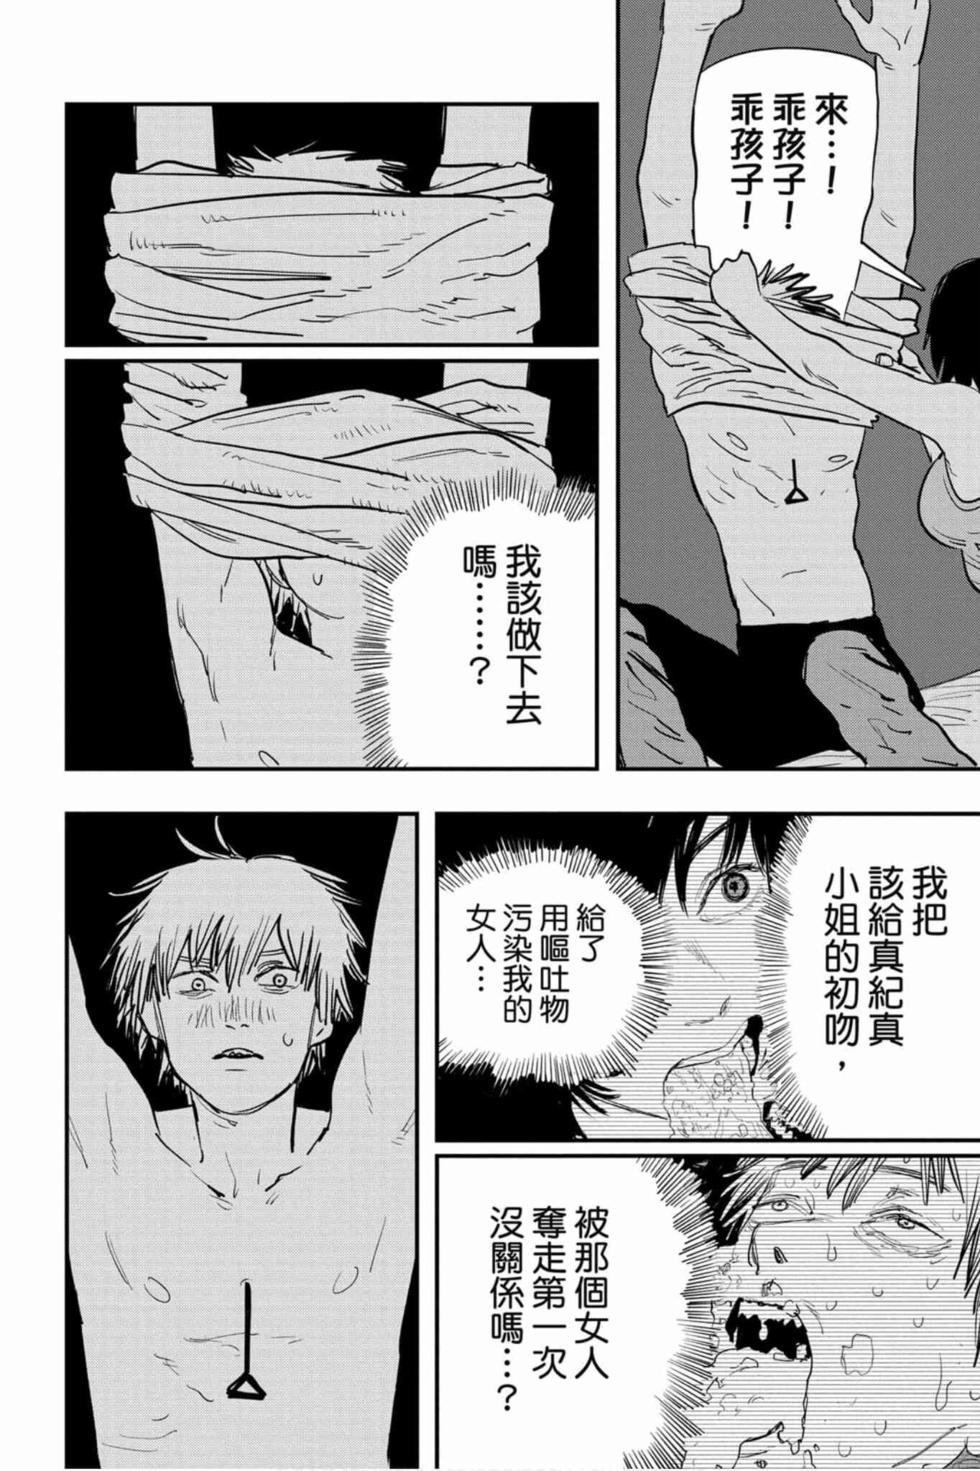 來…！
乖孩子！
乖孩子！
我該做下去
嗎………？
我把
該給真紀真
小姐的初吻，
給了
用嘔吐物
污染我的
女人…
被那個女人
奪走第一次
沒關係嗎…？